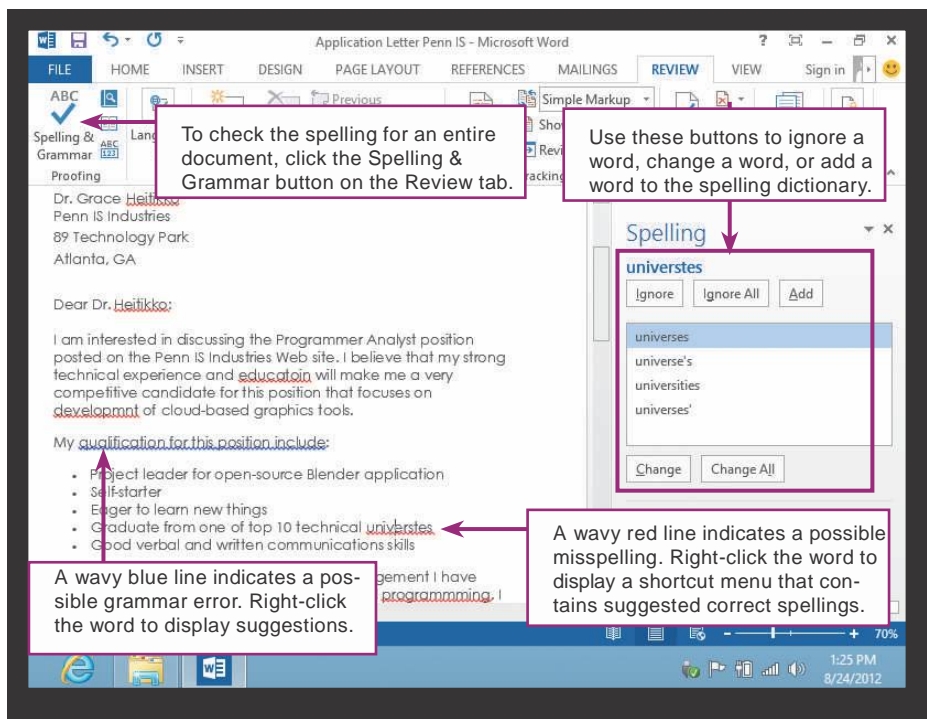 Application Letter Penn IS - Microsoft Word
?
FILE HOME INSERT DESIGN PAGE LAYOUT REFERENCES MAILINGS REVIEW VIEW Sign in
ABC
Previous
Simple Markup
Spelling &
Grammar
ABC
123
Proofing
To check the spelling for an entire
document, click the Spelling &
Grammar button on the Review tab.
Use these buttons to ignore a
word, change a word, or add a
word to the spelling dictionary.
Dr. Grace Heitikko
Penn IS Industries
89 Technology Park
Atlanta, GA
Dear Dr. Heitikko:
I am interested in discussing the Programmer Analyst position
posted on the Penn IS Industries Web site. I believe that my strong
technical experience and educatoin will make me a very
competitive candidate for this position that focuses on
developmnt of cloud-based graphics tools.
My qualification for this position include:
• Project leader for open-source Blender application
• Self-starter
• Eager to learn new things
• Graduate from one of top 10 technical universtes
• Good verbal and written communications skills
I have
programmming, I
Spelling
universtes
Ignore Ignore All Add
universes
universe's
universities
universes'
Change Change All
A wavy blue line indicates a pos-
sible grammar error. Right-click
the word to display suggestions.
A wavy red line indicates a possible
misspelling. Right-click the word to
display a shortcut menu that con-
tains suggested correct spellings.
- + 70%
1:25 PM
8/24/2012